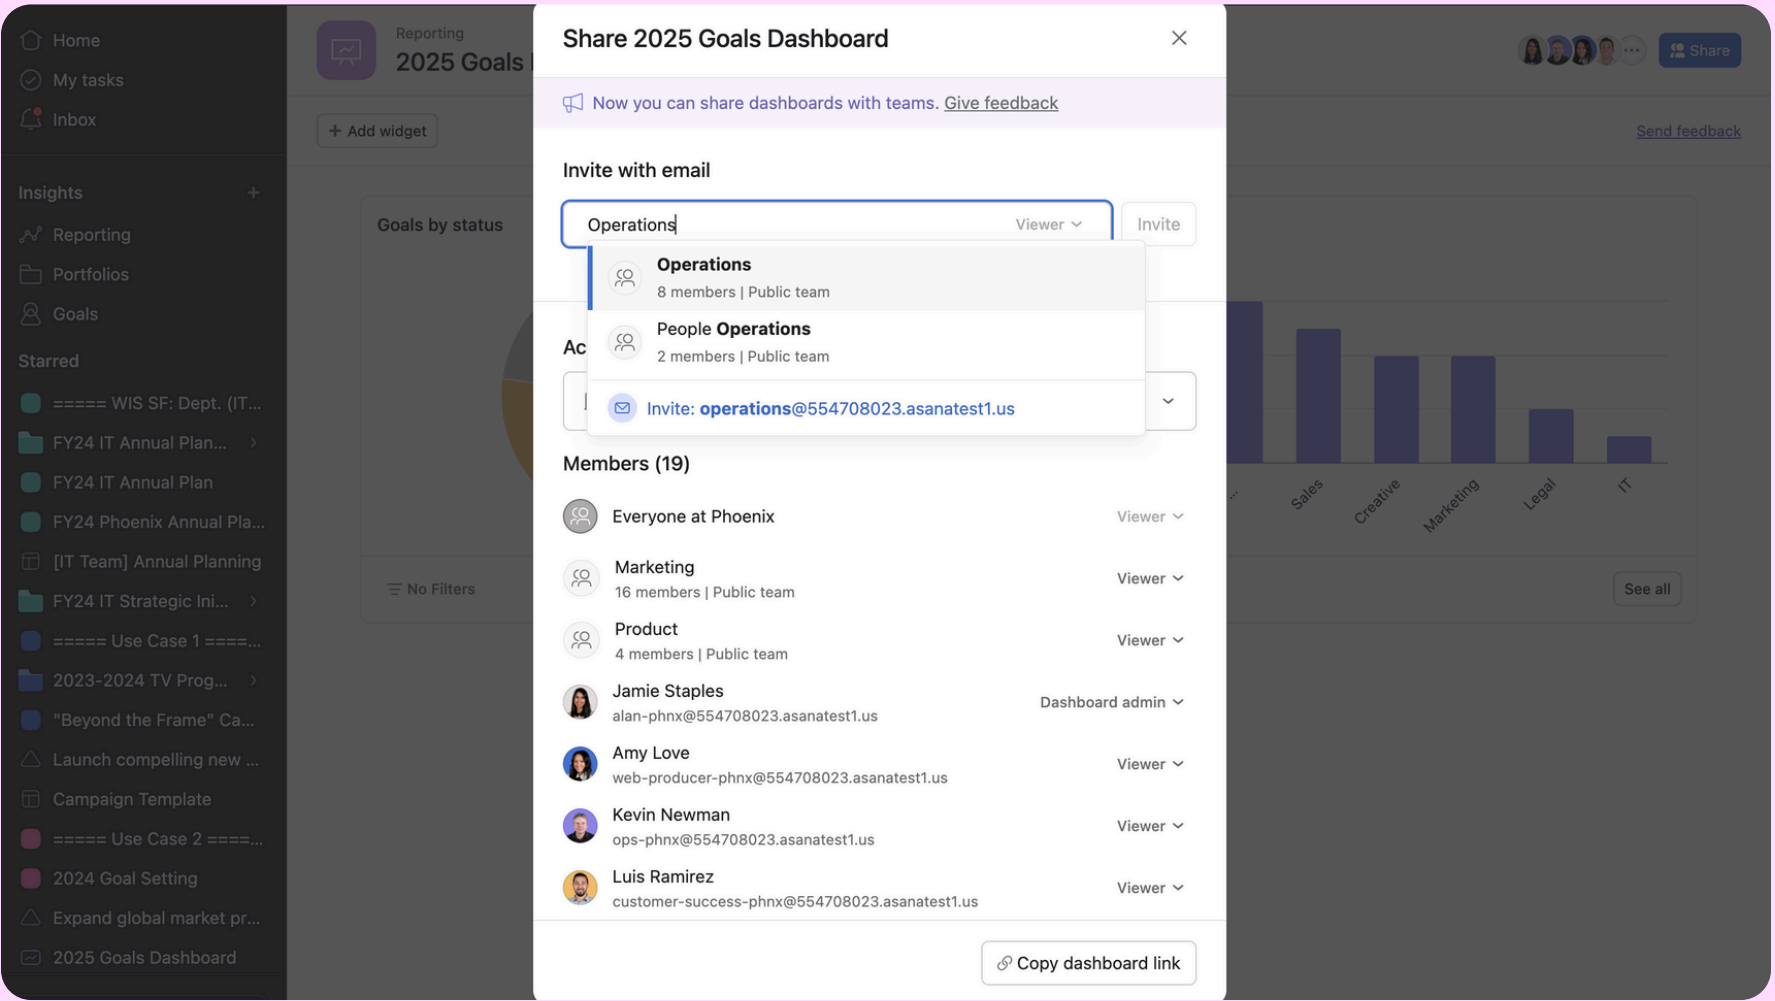 Home
My tasks
Inbox
Insights
Reporting
Portfolios
Goals
Starred
===== WIS SF: Dept. (IT...
FY24 IT Annual Plan...
FY24 IT Annual Plan
FY24 Phoenix Annual Pla...
[IT Team] Annual Planning
FY24 IT Strategic Ini...
===== Use Case 1 =====...
2023-2024 TV Prog...
"Beyond the Frame" Ca...
Launch compelling new ...
Campaign Template
===== Use Case 2 =====...
2024 Goal Setting
Expand global market pr...
2025 Goals Dashboard
Reporting
2025 Goals
Share
Add widget
Send feedback
Goals by status
No Filters
Sales
Creative
Marketing
Legal
IT
See all
Share 2025 Goals Dashboard
Now you can share dashboards with teams. Give feedback
Invite with email
Operations Viewer Invite
Operations
8 members | Public team
People Operations
2 members | Public team
Invite: operations@554708023.asanatest1.us
Ac
Members (19)
Everyone at Phoenix Viewer
Marketing
16 members | Public team Viewer
Product
4 members | Public team Viewer
Jamie Staples
alan-phnx@554708023.asanatest1.us Dashboard admin
Amy Love
web-producer-phnx@554708023.asanatest1.us Viewer
Kevin Newman
ops-phnx@554708023.asanatest1.us Viewer
Luis Ramirez
customer-success-phnx@554708023.asanatest1.us Viewer
Copy dashboard link